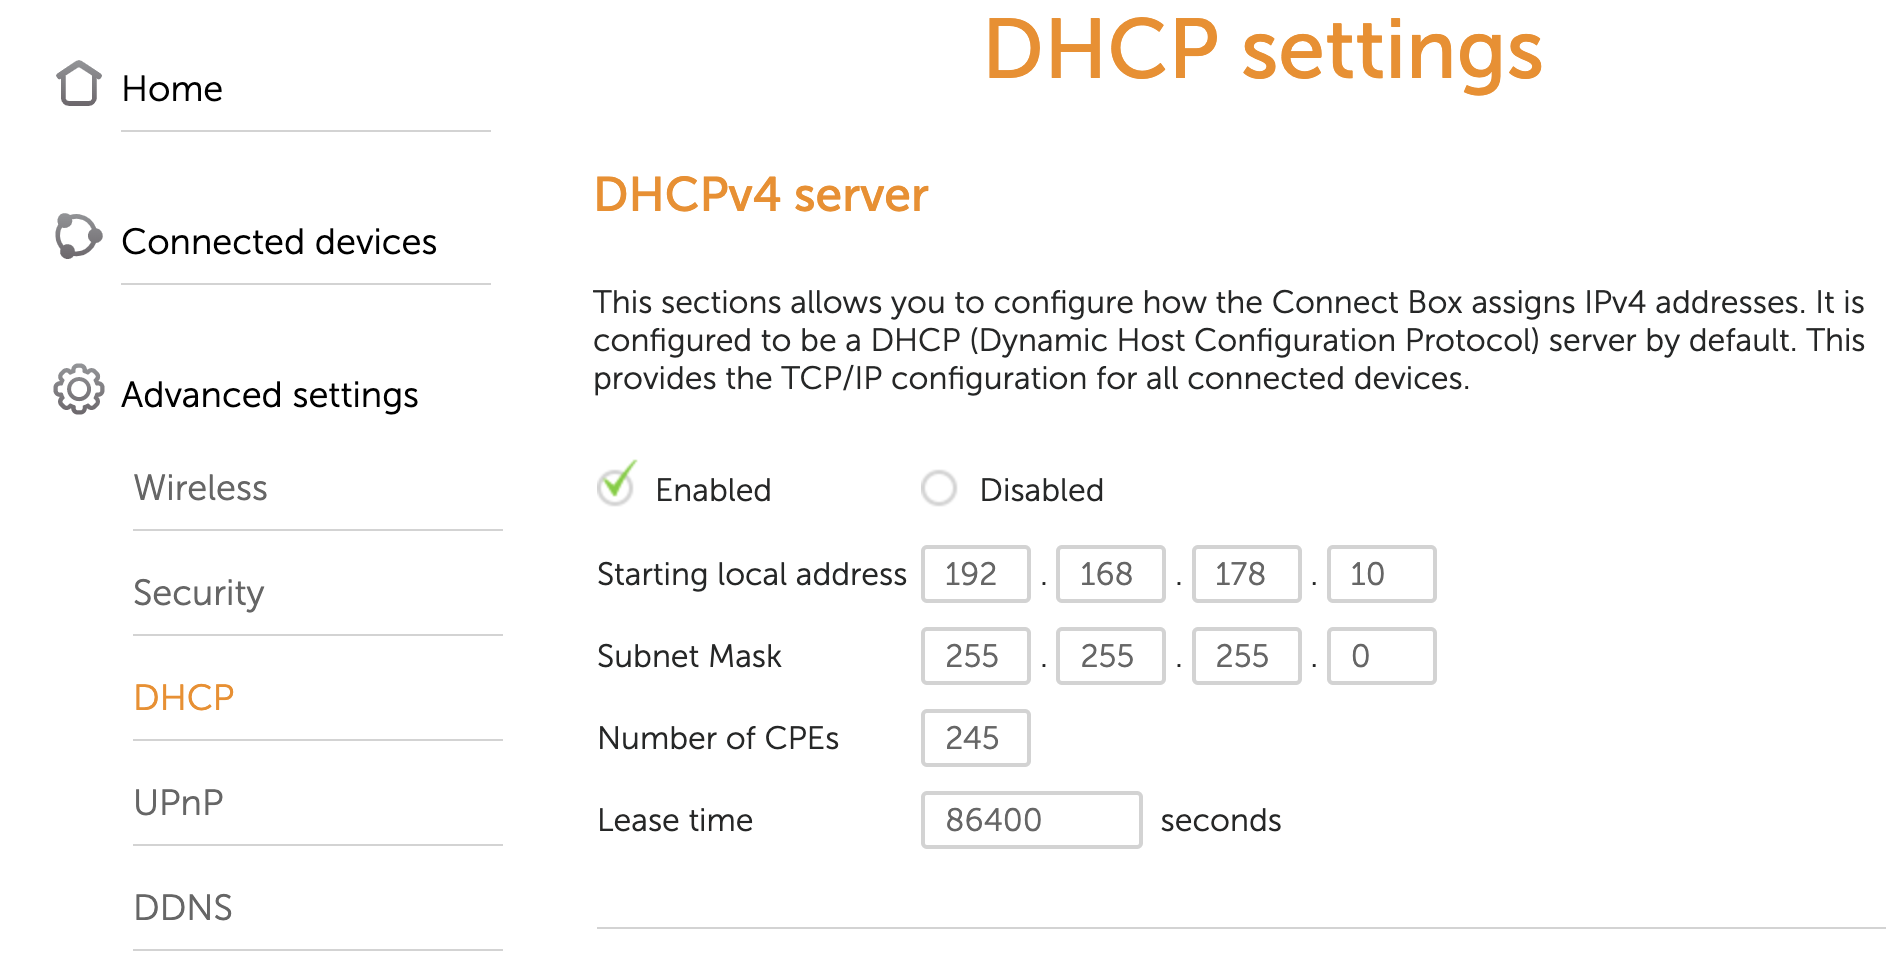 Home
Connected devices
Advanced settings
Wireless
Security
DHCP
UPnP
DDNS
DHCP settings
DHCPv4 server
This sections allows you to configure how the Connect Box assigns IPv4 addresses. It is
configured to be a DHCP (Dynamic Host Configuration Protocol) server by default. This
provides the TCP/IP configuration for all connected devices.
Enabled Disabled
Starting local address 192 . 168 . 178 . 10
Subnet Mask 255 . 255 . 255 . 0
Number of CPEs 245
Lease time 86400 seconds